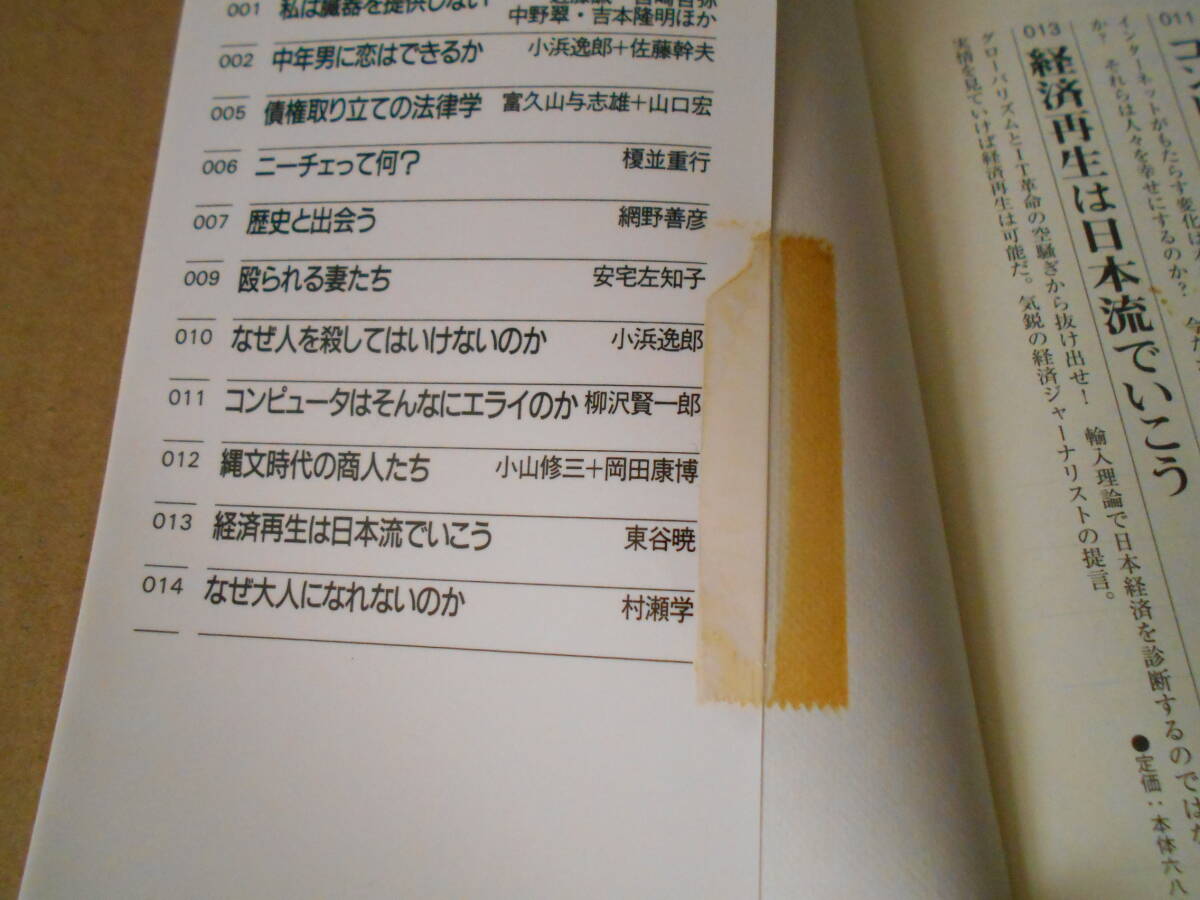 001 私は臓器を提供しない
中野翠・吉本隆明ほか
002 中年男に恋はできるか 小浜逸郎+佐藤幹夫
005 債権取り立ての法律学 富久山与志雄+山口宏
006 ニーチェって何? 榎並重行
007 歴史と出会う 網野善彦
009 殴られる妻たち 安宅左知子
010 なぜ人を殺してはいけないのか 小浜逸郎
011 コンピュータはそんなにエライのか 柳沢賢一郎
012 縄文時代の商人たち 小山修三+岡田康博
013 経済再生は日本流でいこう 東谷暁
014 なぜ大人になれないのか 村瀬学
011
インターネットがもたらす変化は
か? それらは人々を幸せにするのか?
013 経済再生は日本流でいこう
グローバリズムとIT革命の空騒ぎから抜け出せ! 輸入理論で日本経済を診断するのではな
実情を見ていけば経済再生は可能だ。気鋭の経済ジャーナリストの提言。
●定価:本体六八